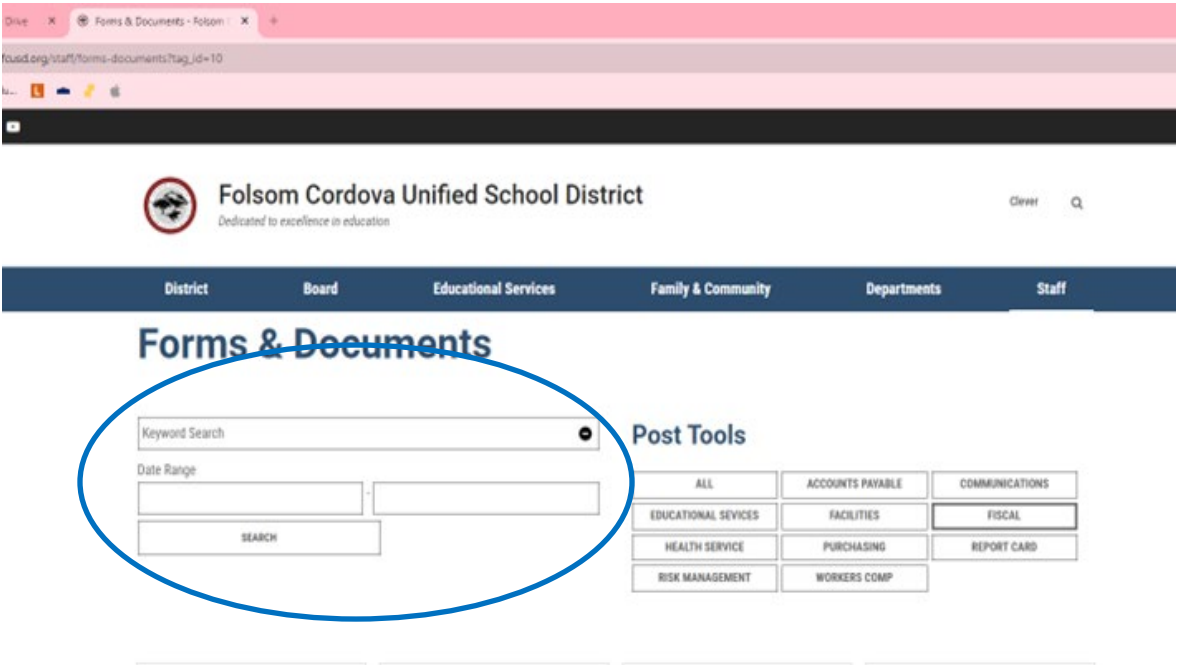 Drive
Forms & Documents - Folsom
fcusd.org/staff/forms-documents?tag_id=10
Folsom Cordova Unified School District
Dedicated to excellence in education
Clever
District Board Educational Services Family & Community Departments Staff
Forms & Documents
Keyword Search
Post Tools
Date Range
-
ALL ACCOUNTS PAYABLE COMMUNICATIONS
EDUCATIONAL SEVICES FACILITIES FISCAL
SEARCH
HEALTH SERVICE PURCHASING REPORT CARD
RISK MANAGEMENT WORKERS COMP